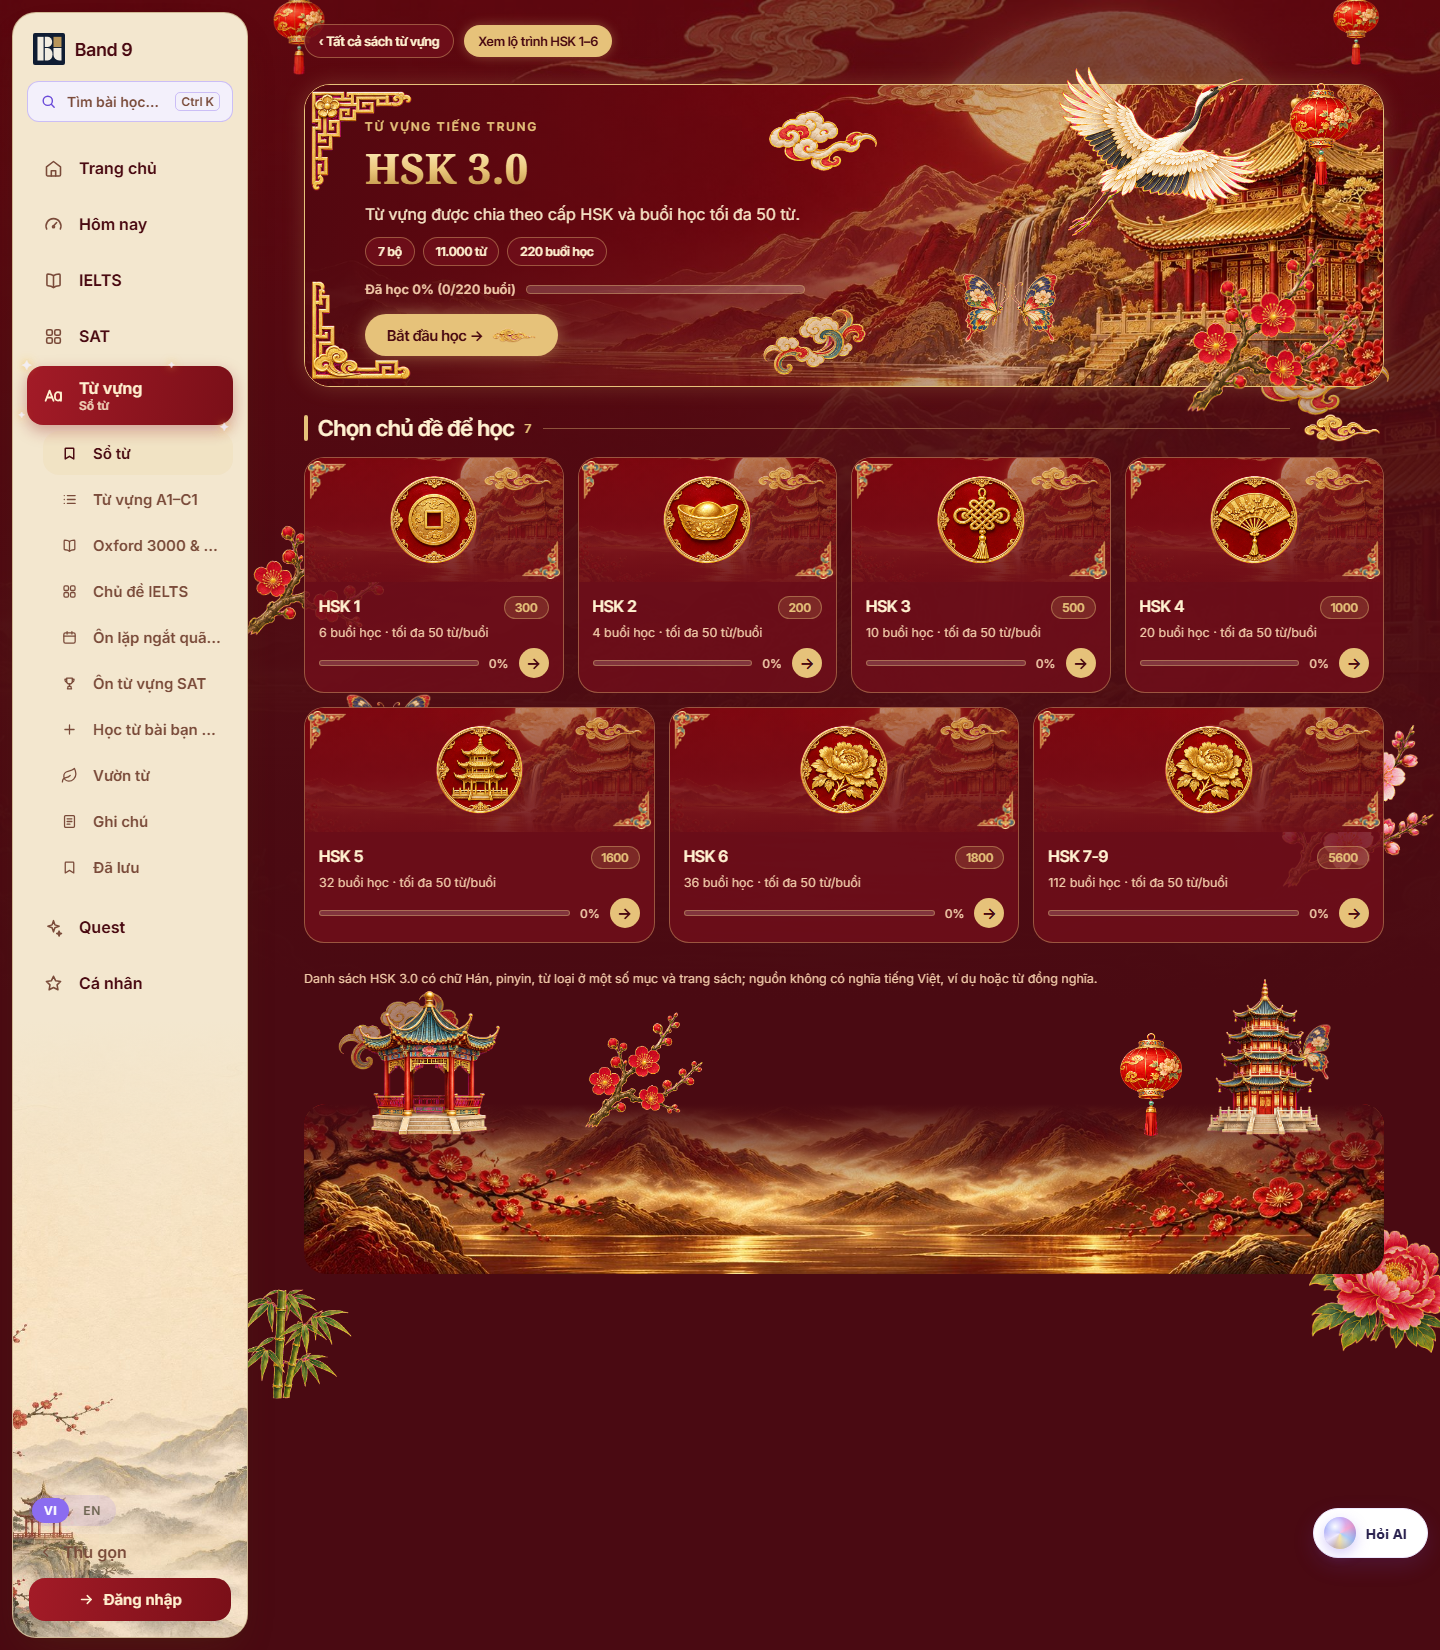 Band 9
Tìm bài học...
Ctrl K
Trang chủ
Hôm nay
IELTS
SAT
Từ vựng
Sổ từ
Sổ từ
Từ vựng A1–C1
Oxford 3000 & ...
Chủ đề IELTS
Ôn lặp ngắt quã...
Ôn từ vựng SAT
Học từ bài bạn ...
Vườn từ
Ghi chú
Đã lưu
Quest
Cá nhân
VI
EN
Thu gọn
→ Đăng nhập
‹ Tất cả sách từ vựng
Xem lộ trình HSK 1–6
TỪ VỰNG TIẾNG TRUNG
HSK 3.0
Từ vựng được chia theo cấp HSK và buổi học tối đa 50 từ.
7 bộ
11.000 từ
220 buổi học
Đã học 0% (0/220 buổi)
Bắt đầu học →
Chọn chủ đề để học 7
HSK 1
300
6 buổi học · tối đa 50 từ/buổi
0%
HSK 2
200
4 buổi học · tối đa 50 từ/buổi
0%
HSK 3
500
10 buổi học · tối đa 50 từ/buổi
0%
HSK 4
1000
20 buổi học · tối đa 50 từ/buổi
0%
HSK 5
1600
32 buổi học · tối đa 50 từ/buổi
0%
HSK 6
1800
36 buổi học · tối đa 50 từ/buổi
0%
HSK 7-9
5600
112 buổi học · tối đa 50 từ/buổi
0%
Danh sách HSK 3.0 có chữ Hán, pinyin, từ loại ở một số mục và trang sách; nguồn không có nghĩa tiếng Việt, ví dụ hoặc từ đồng nghĩa.
Hỏi AI